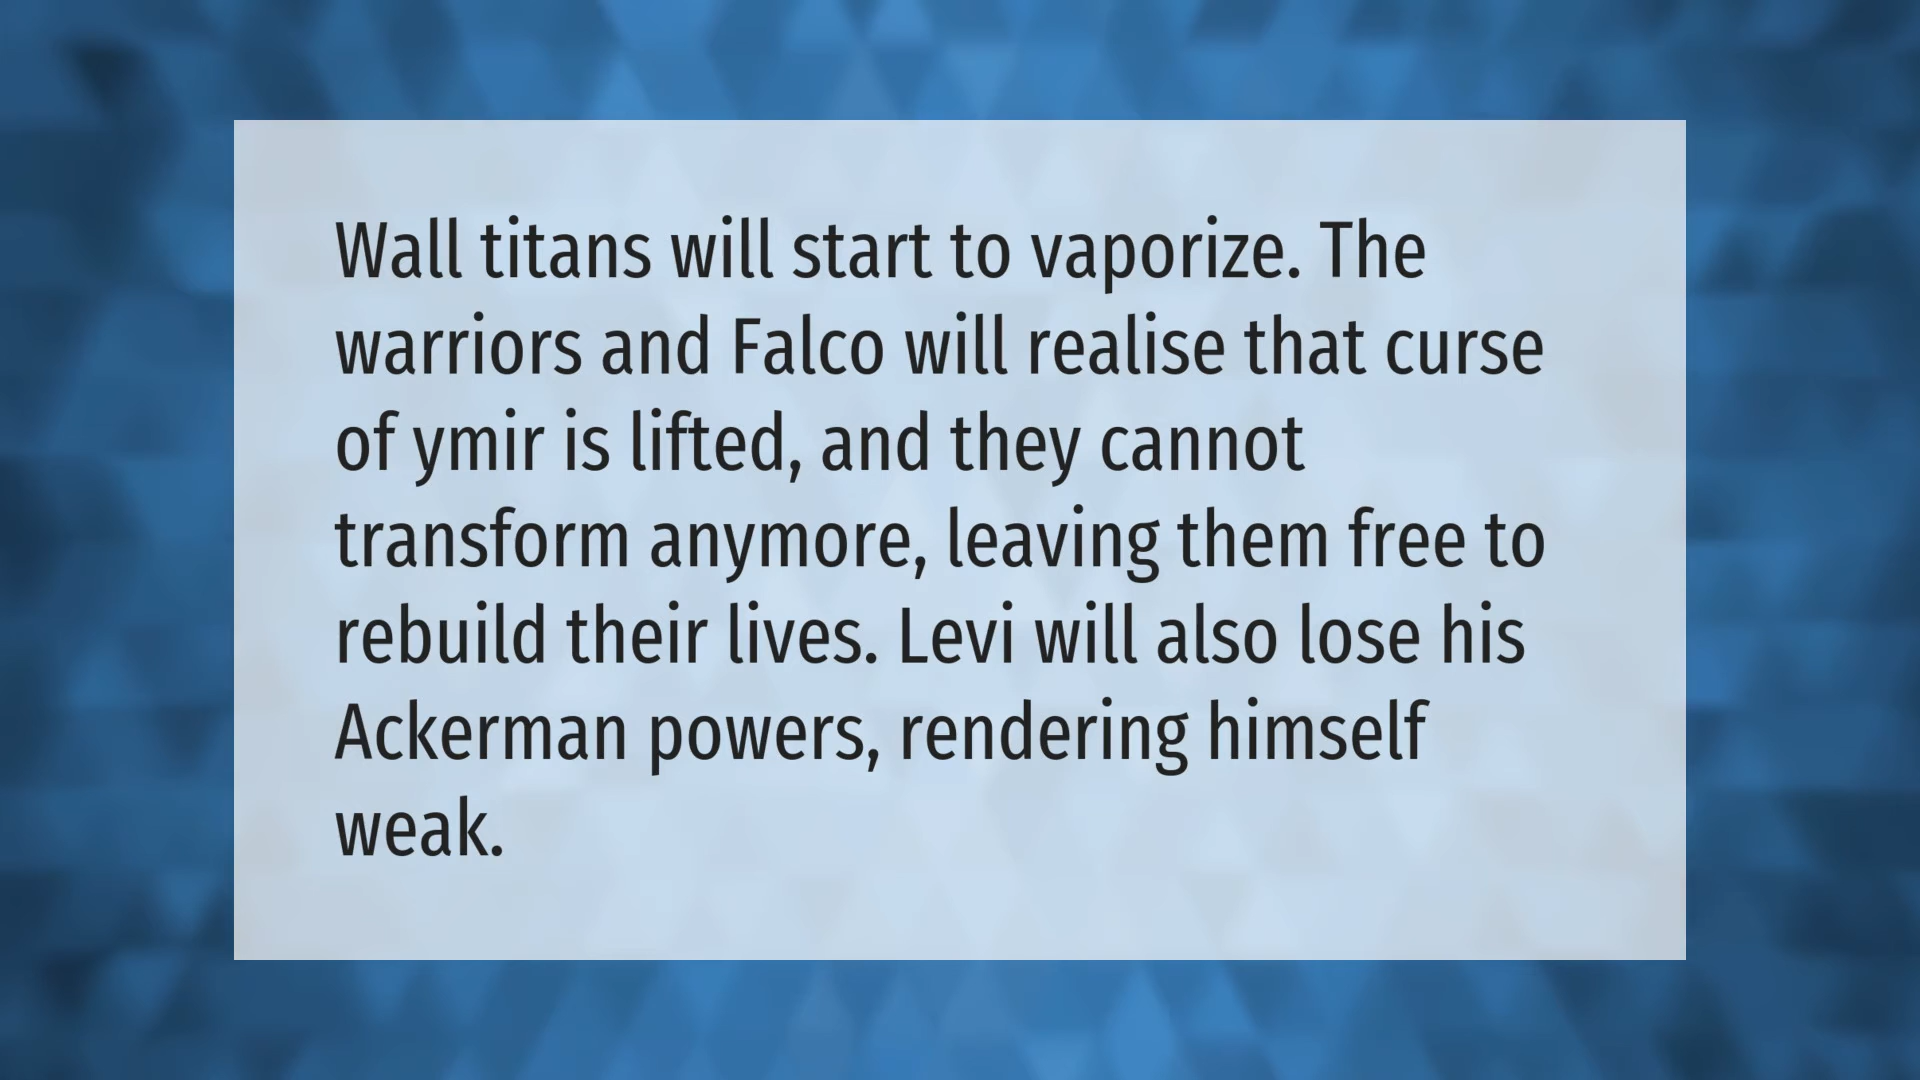 Wall titans will start to vaporize. The
warriors and Falco will realise that curse
of ymir is lifted, and they cannot
transform anymore, leaving them free to
rebuild their lives. Levi will also lose his
Ackerman powers, rendering himself
weak.